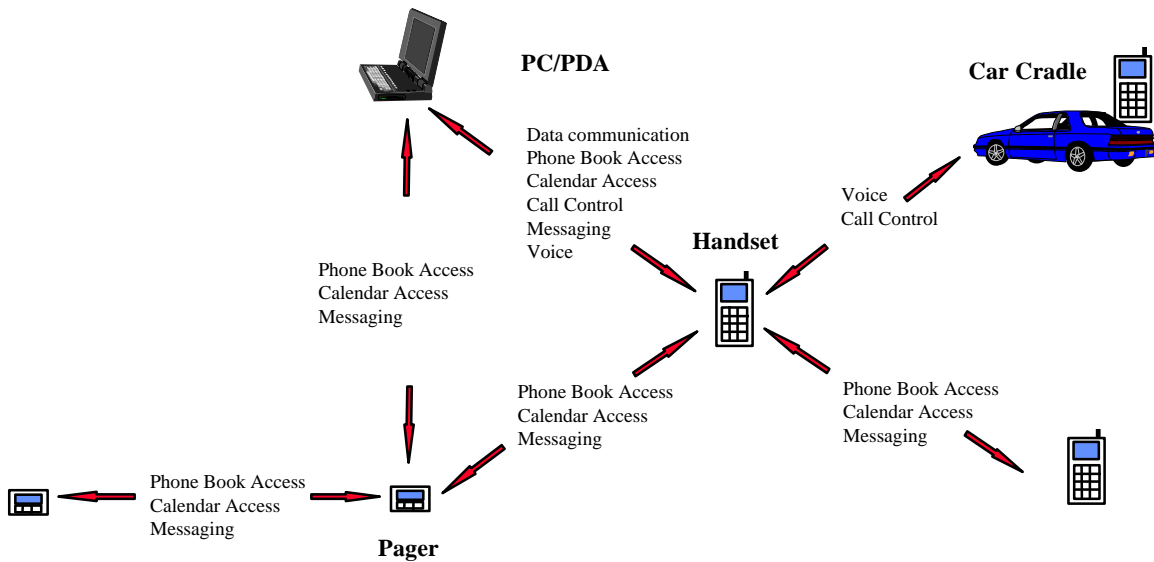 PC/PDA
Car Cradle
Data communication
Phone Book Access
Calendar Access
Call Control
Messaging
Voice
Voice
Call Control
Handset
Phone Book Access
Calendar Access
Messaging
Phone Book Access
Calendar Access
Messaging
Phone Book Access
Calendar Access
Messaging
Phone Book Access
Calendar Access
Messaging
Pager